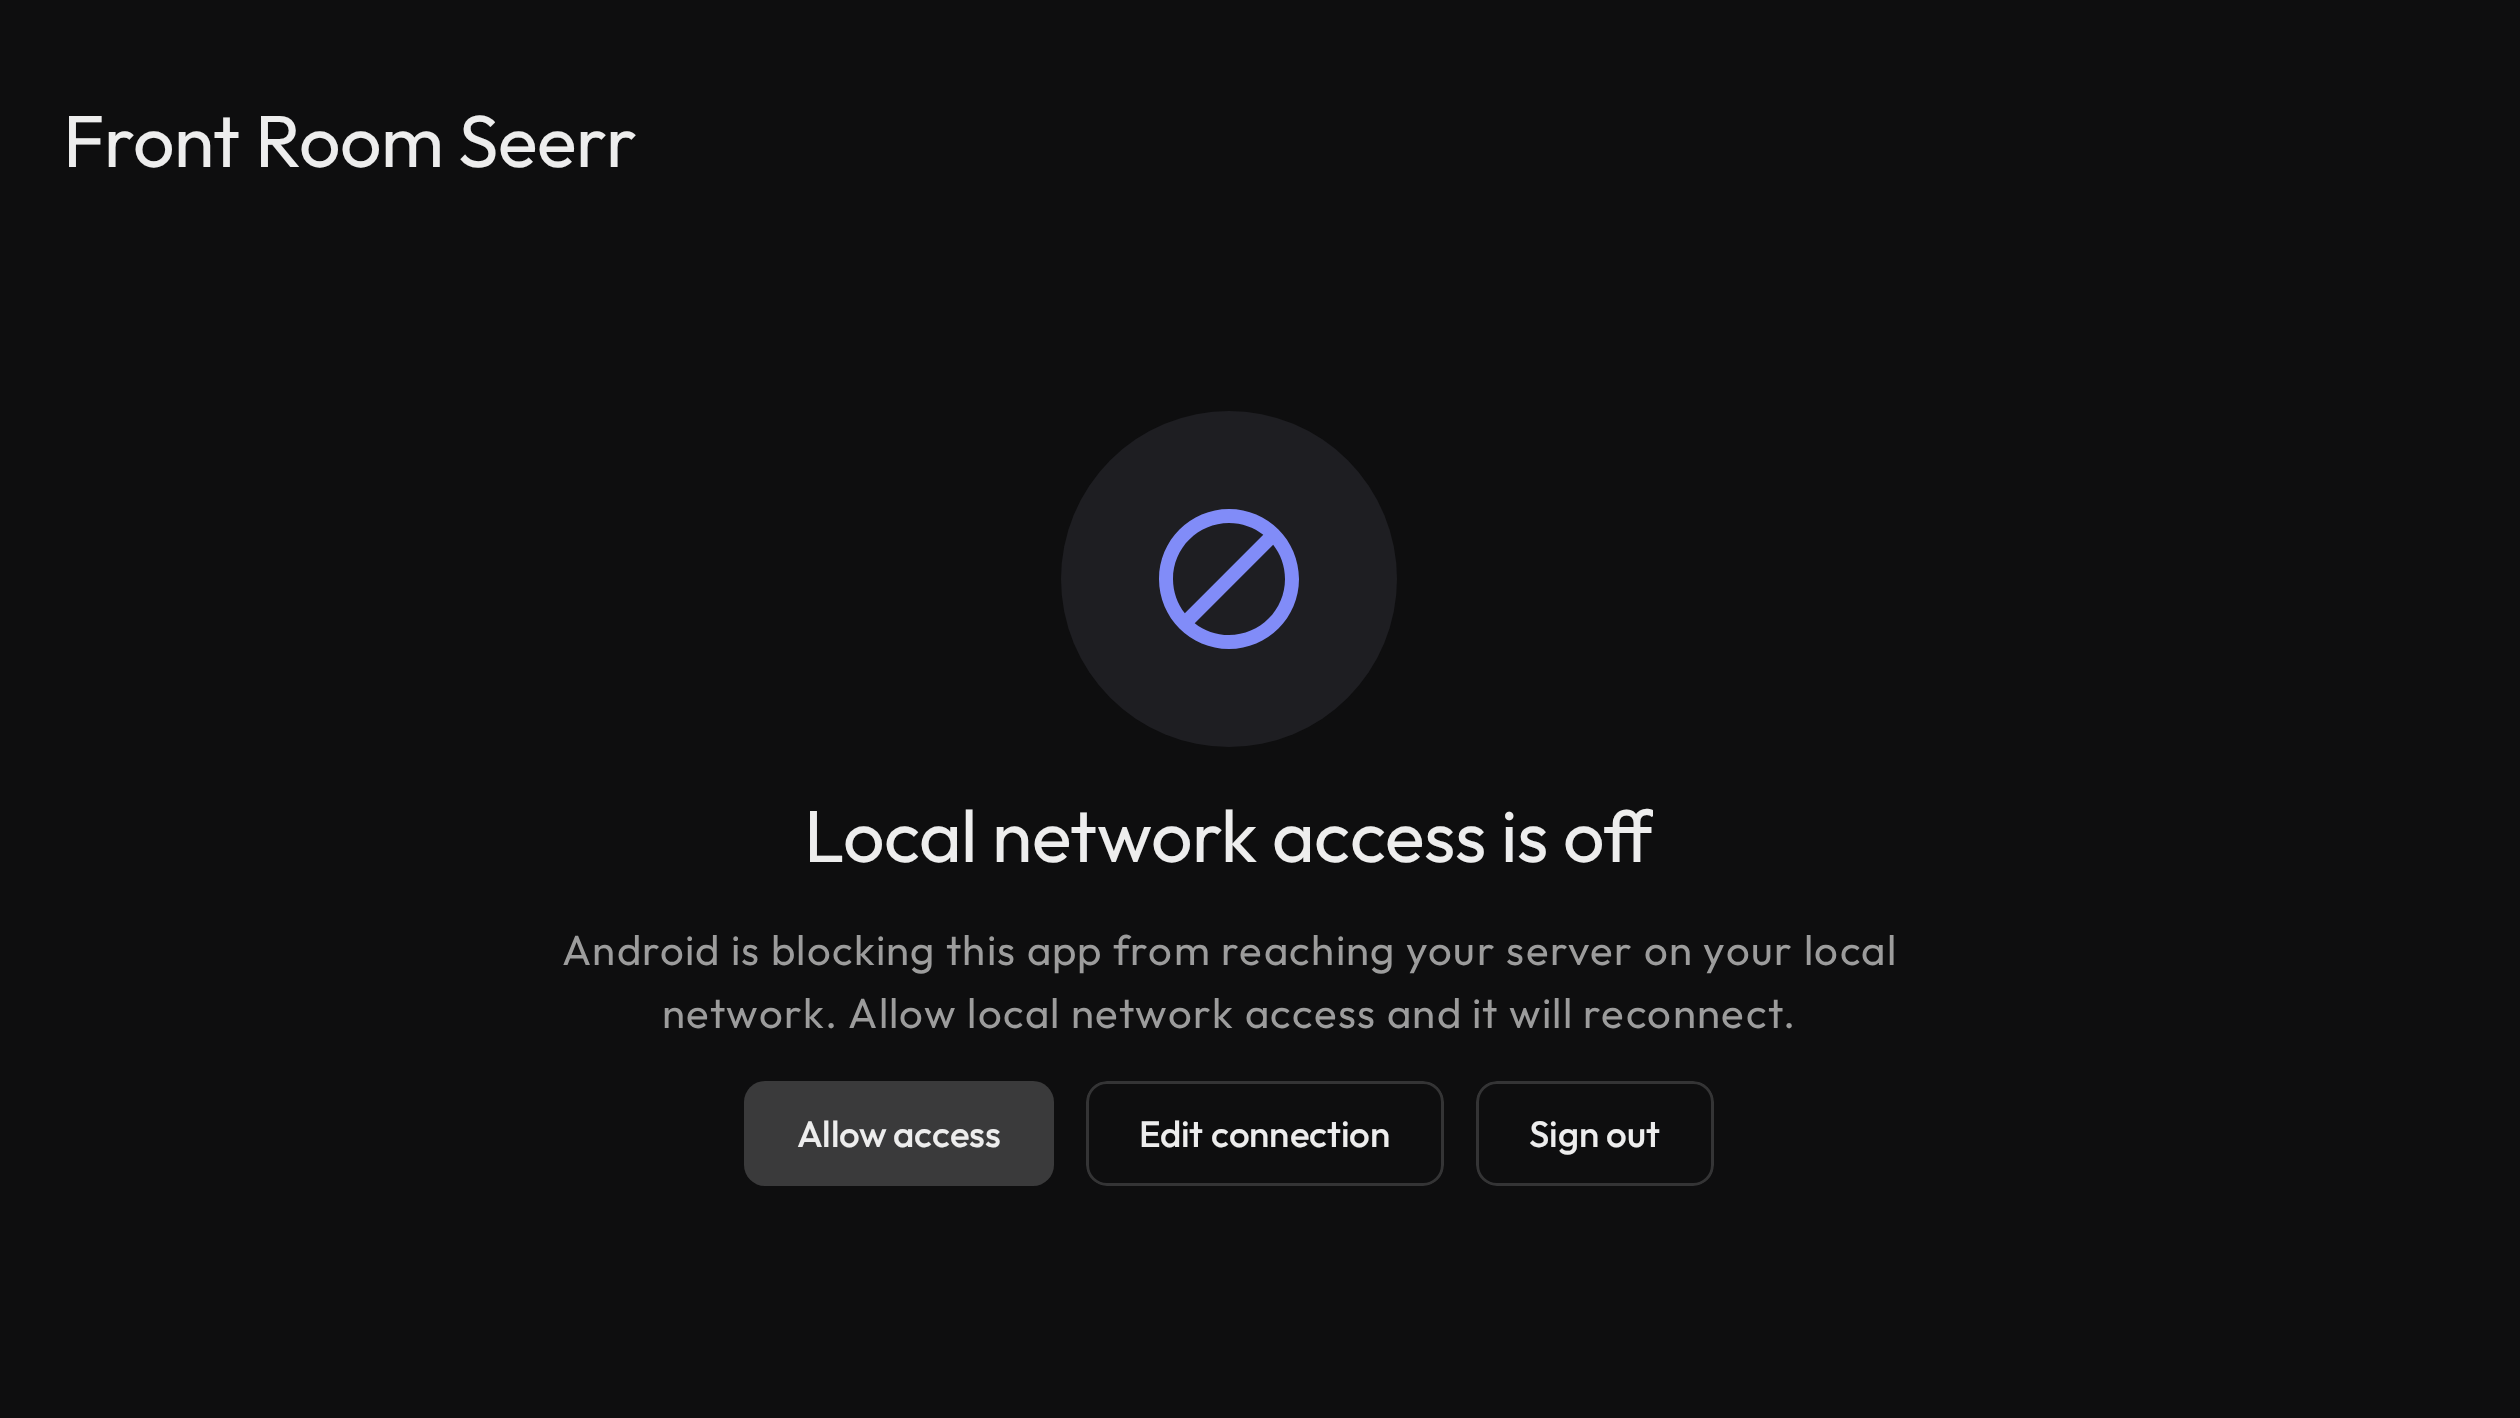 Front Room Seerr
Local network access is off
Android is blocking this app from reaching your server on your local
network. Allow local network access and it will reconnect.
Allow access
Edit connection
Sign out